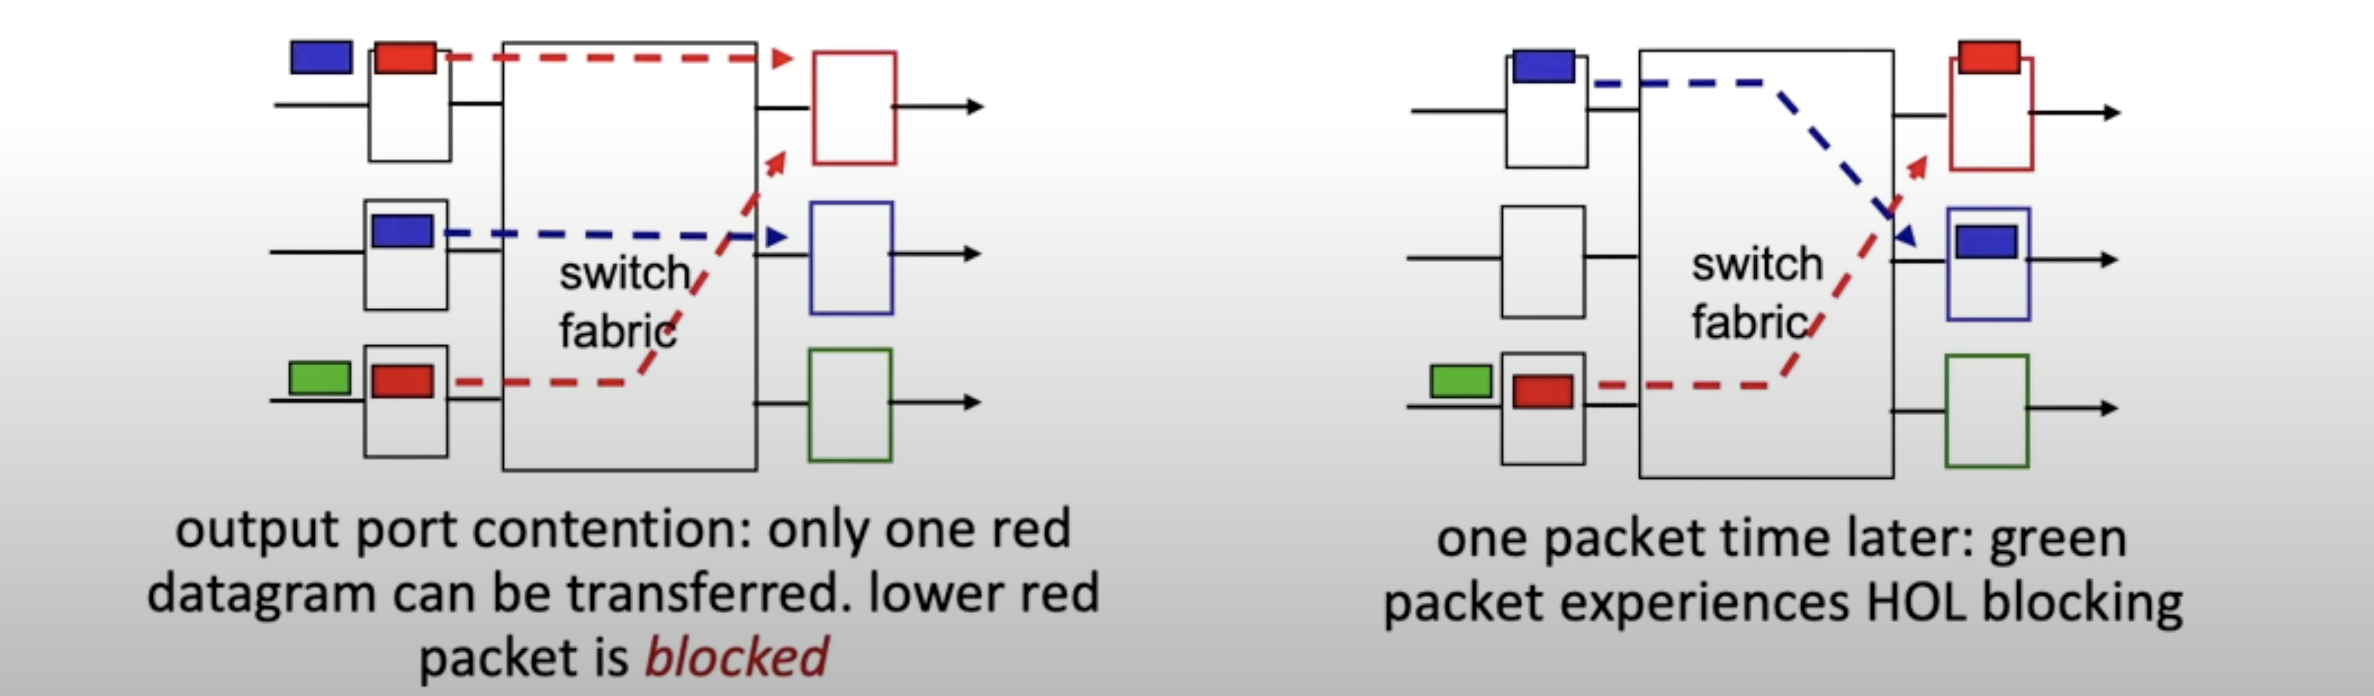 switch
fabric
output port contention: only one red
datagram can be transferred. lower red
packet is blocked
switch
fabric
one packet time later: green
packet experiences HOL blocking